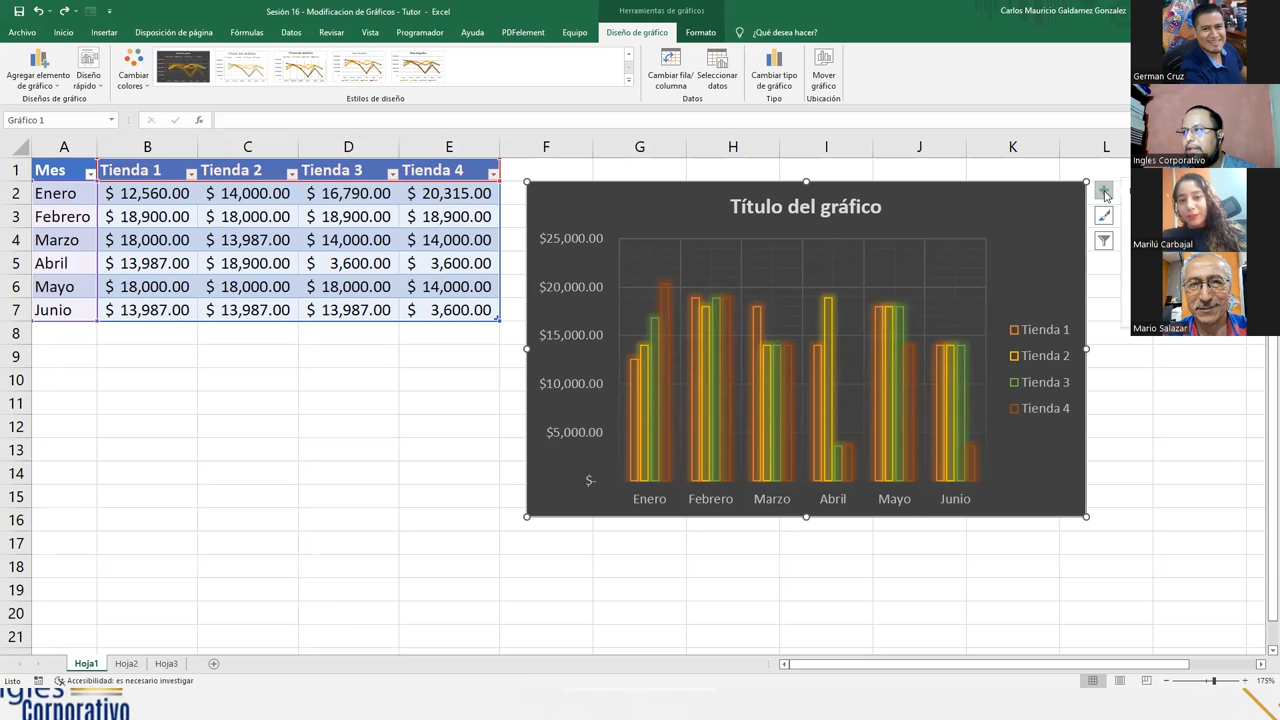 Sesión 16 - Modificacion de Gráficos - Tutor - Excel
Herramientas de gráficos
Carlos Mauricio Galdamez Gonzalez
Archivo Inicio Insertar Disposición de página Fórmulas Datos Revisar Vista Programador Ayuda PDFelement Equipo Diseño de gráfico Formato ¿Qué desea hacer?
Agregar elemento de gráfico
Diseño rápido
Cambiar colores
Cambiar fila/ columna
Seleccionar datos
Cambiar tipo de gráfico
Mover gráfico
Diseños de gráfico Estilos de diseño Datos Tipo Ubicación
Gráfico 1 fx
A B C D E F G H I J K L
1 Mes Tienda 1 Tienda 2 Tienda 3 Tienda
2 Enero $ 12,560.00 $ 14,000.00 $ 16,790.00 $ 20,315.00
3 Febrero $ 18,900.00 $ 18,000.00 $ 18,900.00 $ 18,900.00
4 Marzo $ 18,000.00 $ 13,987.00 $ 14,000.00 $ 14,000.00
5 Abril $ 13,987.00 $ 18,900.00 $ 3,600.00 $ 3,600.00
6 Mayo $ 18,000.00 $ 18,000.00 $ 18,000.00 $ 14,000.00
7 Junio $ 13,987.00 $ 13,987.00 $ 13,987.00 $ 3,600.00
8
9
10
11
12
13
14
15
16
17
18
19
20
21
Título del gráfico
$25,000.00
$20,000.00
$15,000.00
$10,000.00
$5,000.00
$-
Enero Febrero Marzo Abril Mayo Junio
Tienda 1
Tienda 2
Tienda 3
Tienda 4
German Cruz
Ingles Corporativo
Marilú Carbajal
Mario Salazar
Hoja1 Hoja2 Hoja3
Listo Accesibilidad: es necesario investigar 175%
Ingles
Corporativo